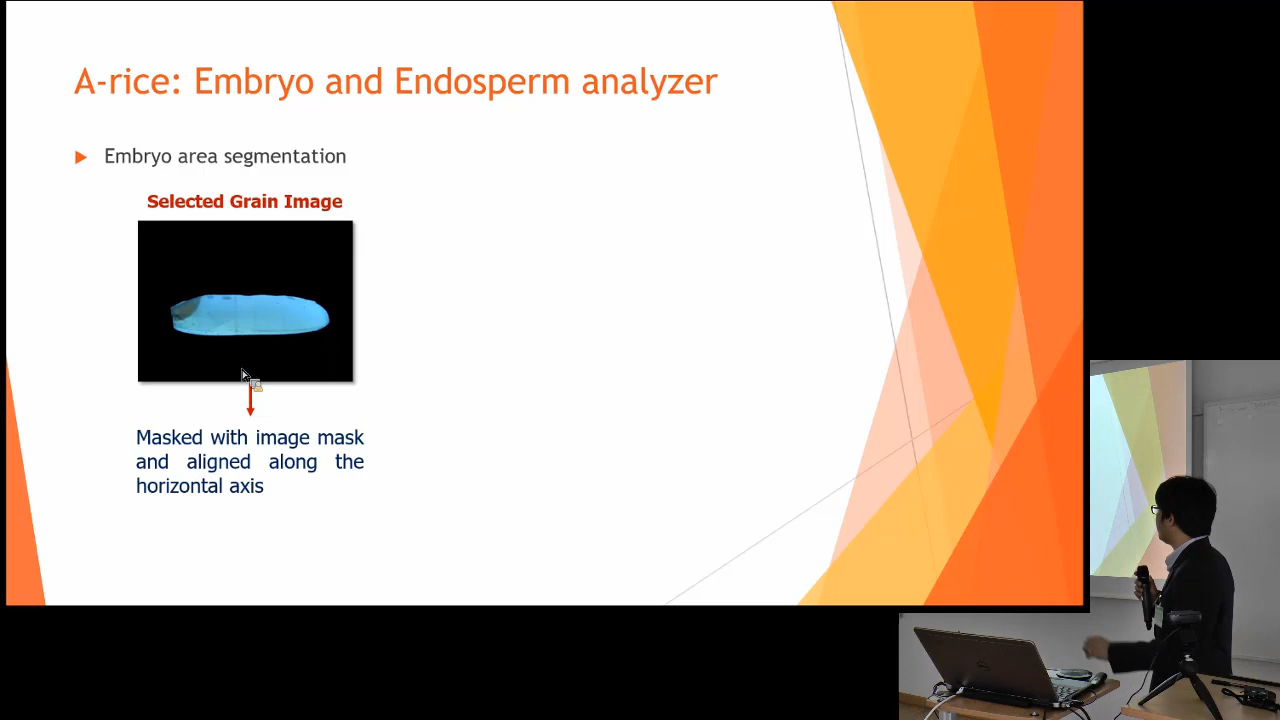 A-rice: Embryo and Endosperm analyzer
Embryo area segmentation
Selected Grain Image
Masked with image mask
and aligned along the
horizontal axis